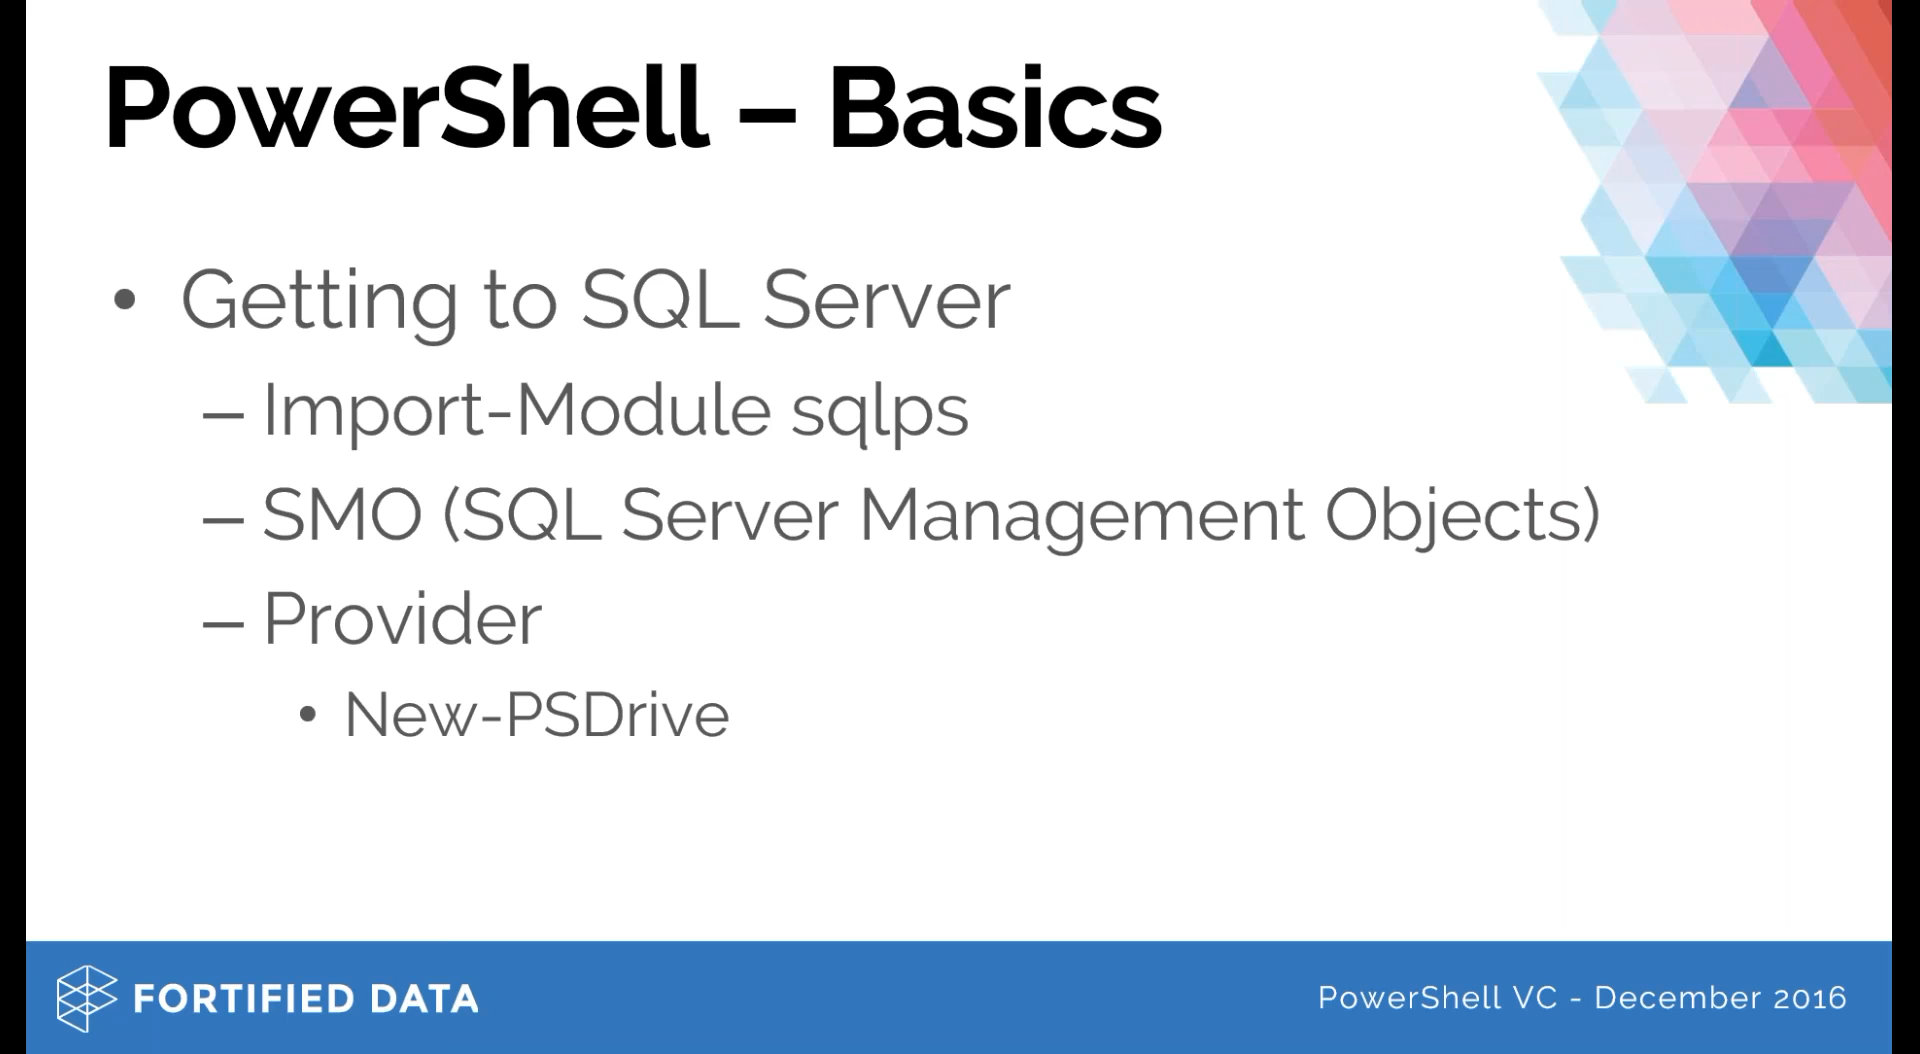 PowerShell – Basics
• Getting to SQL Server
– Import-Module sqlps
– SMO (SQL Server Management Objects)
– Provider
• New-PSDrive
FORTIFIED DATA
PowerShell VC - December 2016